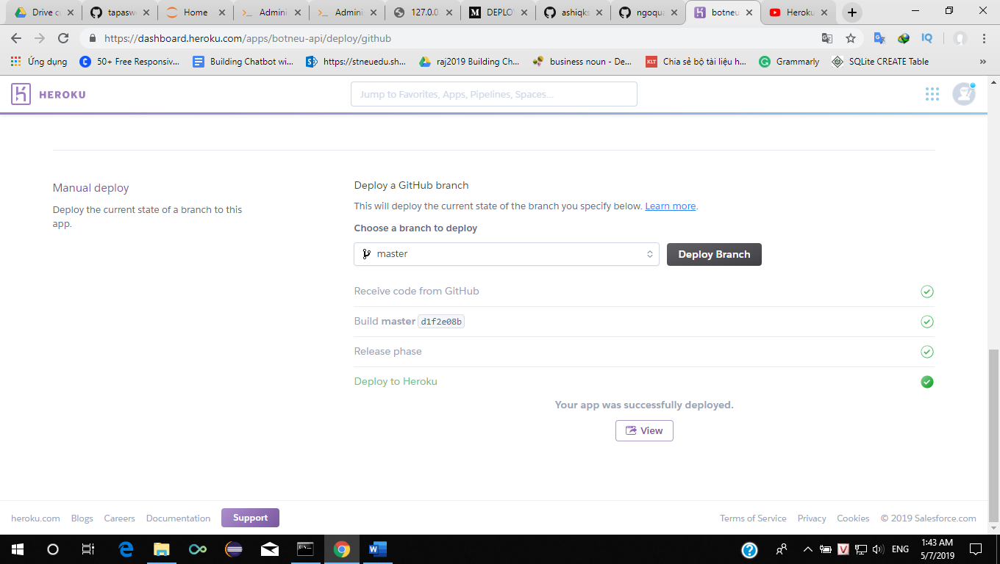 Drive c
tapasw
Home
Admini
Admini
127.0.0
DEPLO
ashiqks
ngoqua
botneu
Heroku
https://dashboard.heroku.com/apps/botneu-api/deploy/github
Ứng dụng
50+ Free Responsiv...
Building Chatbot wi...
https://stneuedu.sh...
raj2019 Building Ch...
business noun - De...
Chia sẻ bộ tài liệu h...
Grammarly
SQLite CREATE Table
»
HEROKU
Jump to Favorites, Apps, Pipelines, Spaces...
Manual deploy
Deploy the current state of a branch to this
app.
Deploy a GitHub branch
This will deploy the current state of the branch you specify below. Learn more.
Choose a branch to deploy
master
Deploy Branch
Receive code from GitHub
Build master d1f2e08b
Release phase
Deploy to Heroku
Your app was successfully deployed.
View
heroku.com
Blogs
Careers
Documentation
Support
Terms of Service
Privacy
Cookies
© 2019 Salesforce.com
ENG
1:43 AM
5/7/2019